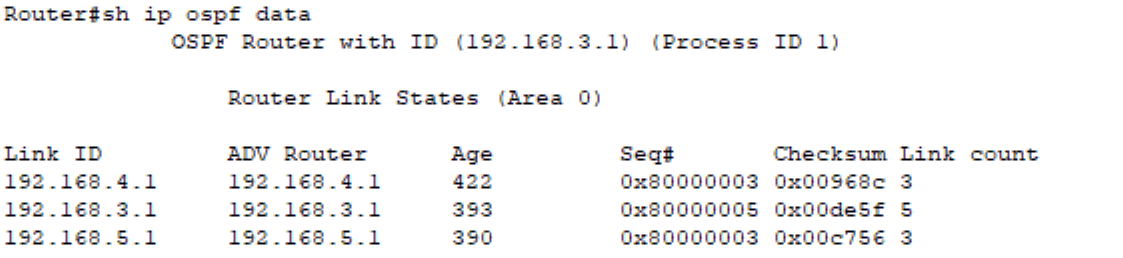 Router#sh ip ospf data
OSPF Router with ID (192.168.3.1) (Process ID 1)
Router Link States (Area 0)
Link ID ADV Router Age Seq# Checksum Link count
192.168.4.1 192.168.4.1 422 0x80000003 0x00968c 3
192.168.3.1 192.168.3.1 393 0x80000005 0x00de5f 5
192.168.5.1 192.168.5.1 390 0x80000003 0x00c756 3